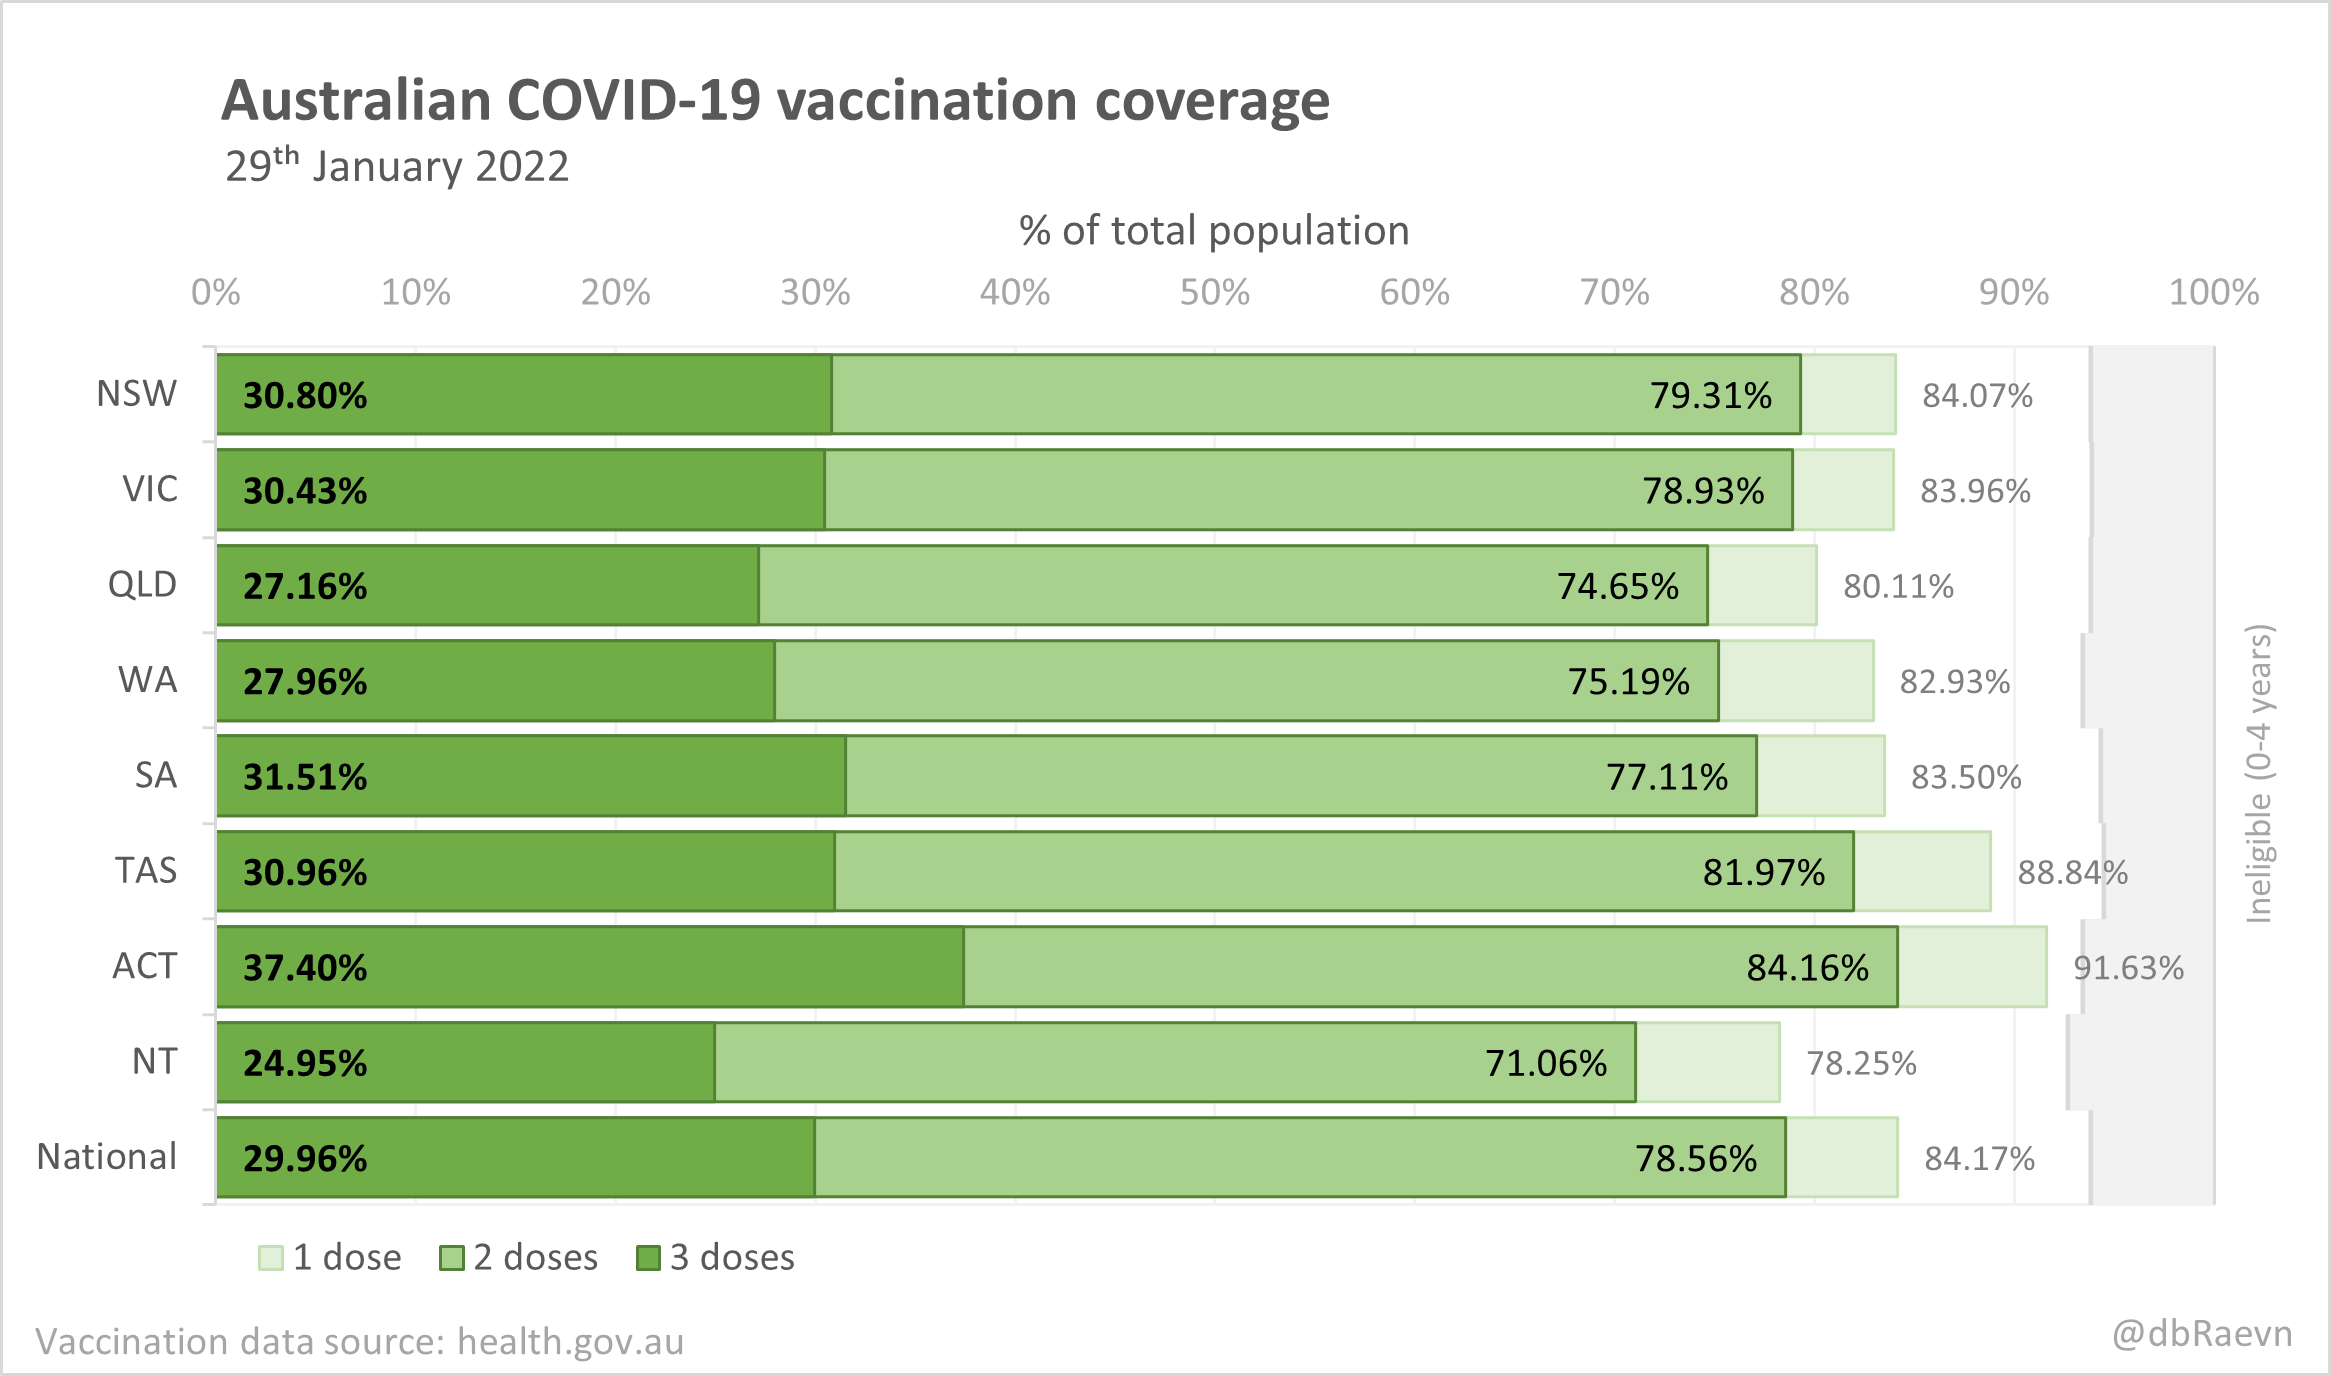 Australian COVID-19 vaccination coverage
29th January 2022
% of total population
0% 10% 20% 30% 40% 50% 60% 70% 80% 90% 100%
NSW 30.80% 79.31% 84.07%
VIC 30.43% 78.93% 83.96%
QLD 27.16% 74.65% 80.11%
WA 27.96% 75.19% 82.93%
SA 31.51% 77.11% 83.50%
TAS 30.96% 81.97% 88.84%
ACT 37.40% 84.16% 91.63%
NT 24.95% 71.06% 78.25%
National 29.96% 78.56% 84.17%
Ineligible (0-4 years)
1 dose 2 doses 3 doses
Vaccination data source: health.gov.au
@dbRaevn